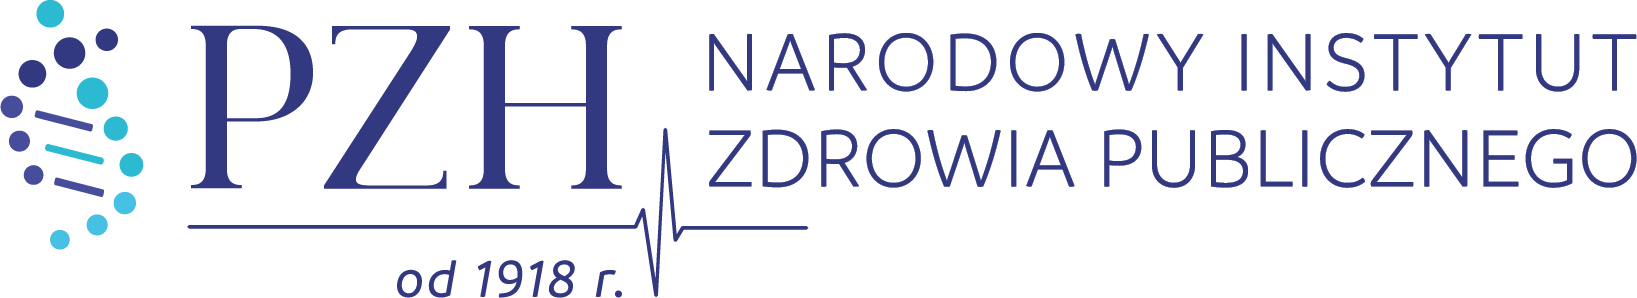 PZH
NARODOWY INSTYTUT
ZDROWIA PUBLICZNEGO
od 1918 r.